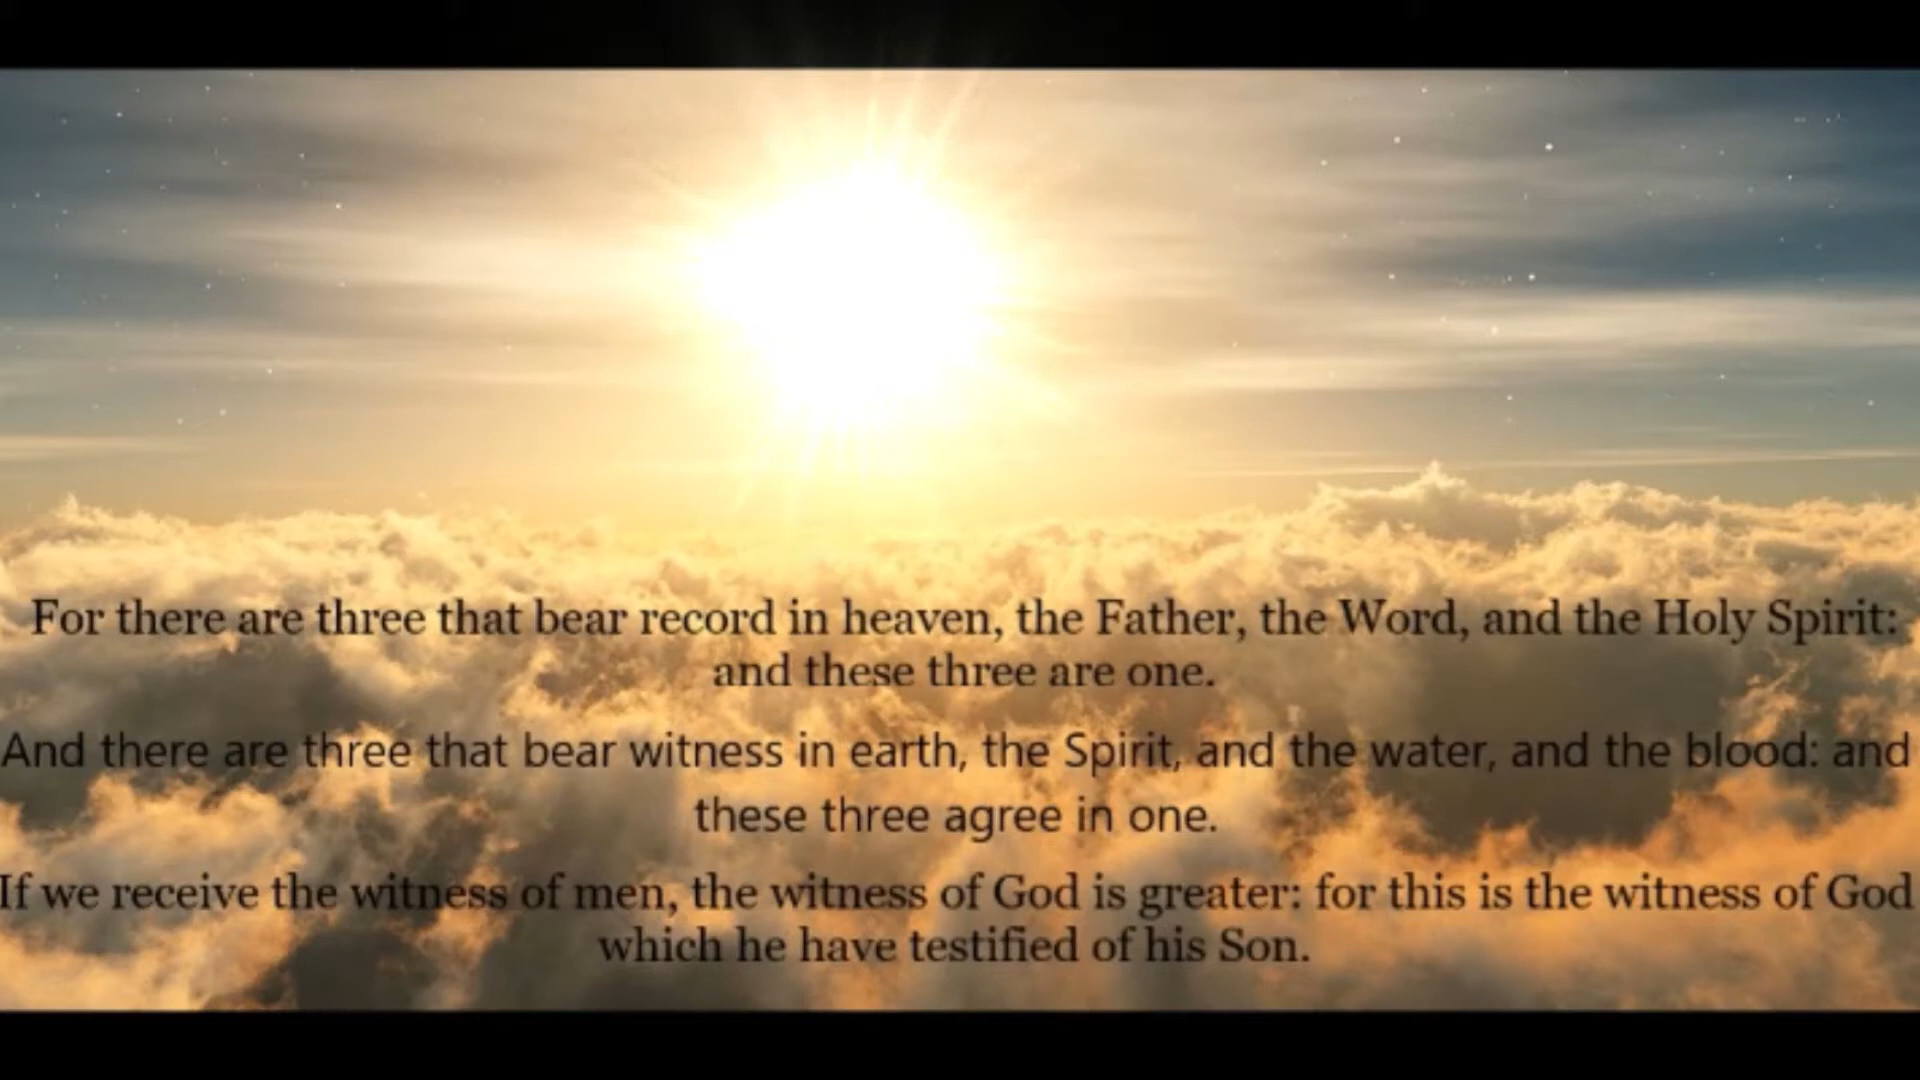 For there are three that bear record in heaven, the Father, the Word, and the Holy Spirit:
and these three are one.
And there are three that bear witness in earth, the Spirit, and the water, and the blood: and
these three agree in one.
If we receive the witness of men, the witness of God is greater: for this is the witness of God
which he have testified of his Son.